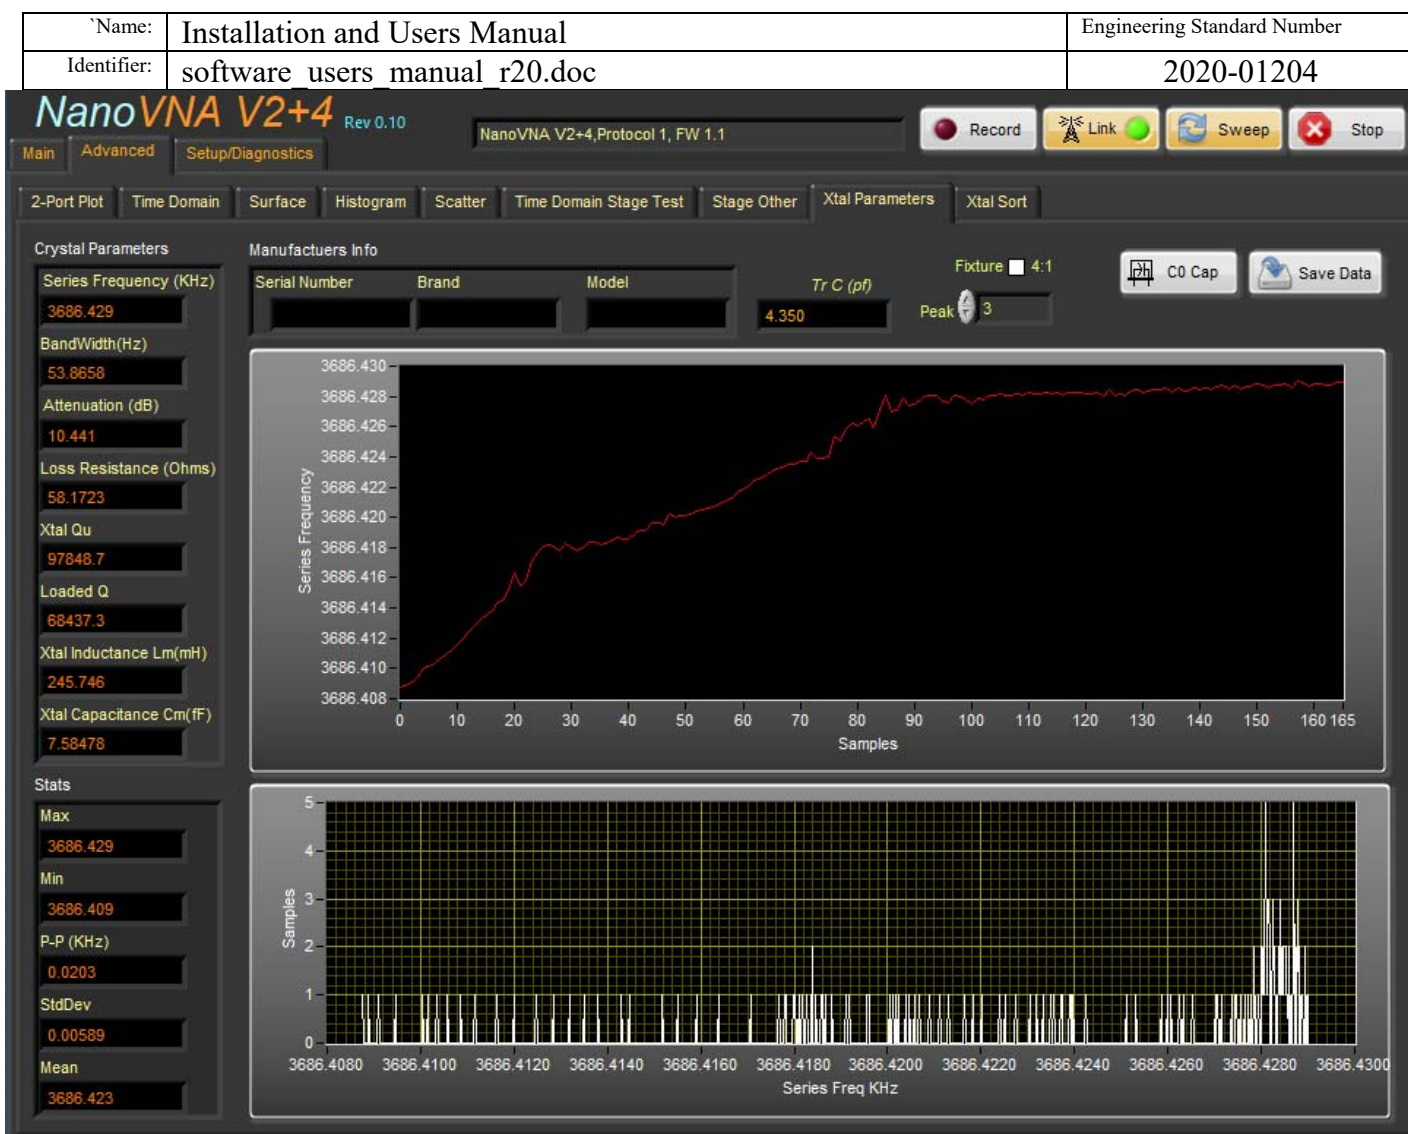 `Name:
Installation and Users Manual
Engineering Standard Number
Identifier:
software_users_manual_r20.doc
2020-01204
NanoVNA V2+4 Rev 0.10
NanoVNA V2+4,Protocol 1, FW 1.1
Record
Link
Sweep
Stop
Main
Advanced
Setup/Diagnostics
2-Port Plot
Time Domain
Surface
Histogram
Scatter
Time Domain Stage Test
Stage Other
Xtal Parameters
Xtal Sort
Crystal Parameters
Series Frequency (KHz)
3686.429
BandWidth(Hz)
53.8658
Attenuation (dB)
10.441
Loss Resistance (Ohms)
58.1723
Xtal Qu
97848.7
Loaded Q
68437.3
Xtal Inductance Lm(mH)
245.746
Xtal Capacitance Cm(fF)
7.58478
Stats
Max
3686.429
Min
3686.409
P-P (KHz)
0.0203
StdDev
0.00589
Mean
3686.423
Manufactuers Info
Serial Number
Brand
Model
Tr C (pf)
4.350
Fixture
4:1
Peak
3
C0 Cap
Save Data
3686.430
3686.428
3686.426
3686.424
3686.422
3686.420
3686.418
3686.416
3686.414
3686.412
3686.410
3686.408
Series Frequency
0 10 20 30 40 50 60 70 80 90 100 110 120 130 140 150 160 165
Samples
5
4
3
2
1
0
Samples
3686.4080 3686.4100 3686.4120 3686.4140 3686.4160 3686.4180 3686.4200 3686.4220 3686.4240 3686.4260 3686.4280 3686.4300
Series Freq KHz